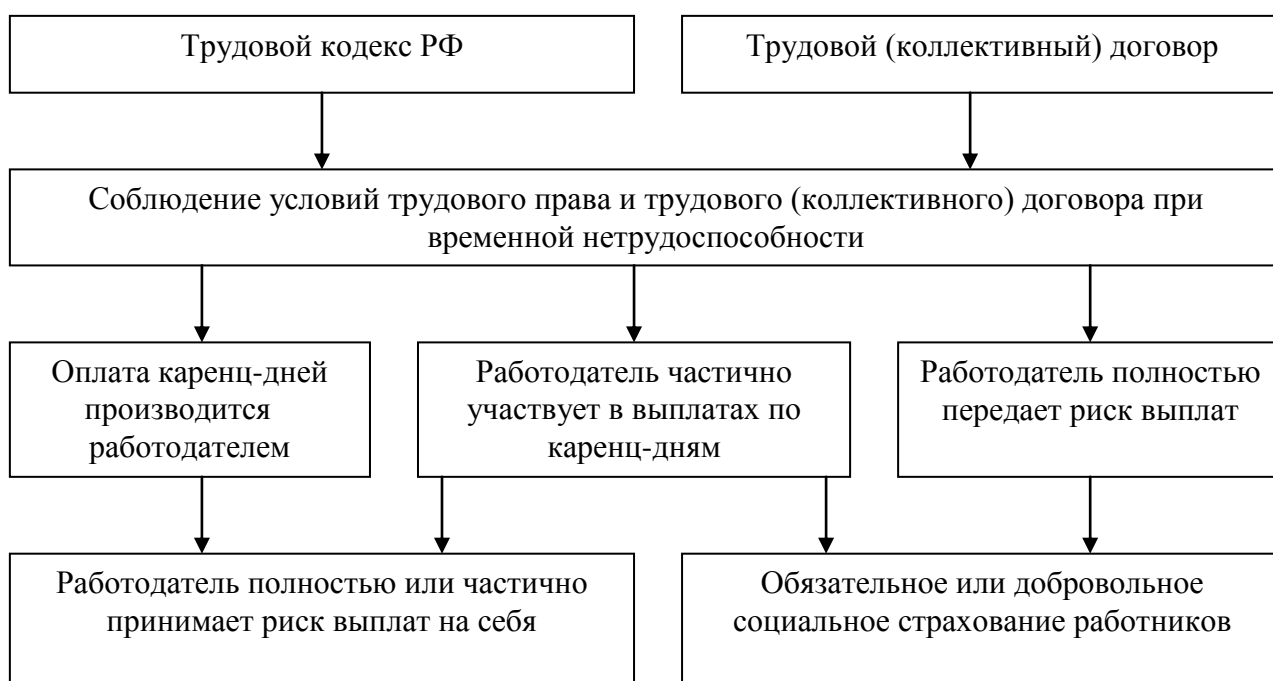 Трудовой кодекс РФ
Трудовой (коллективный) договор
Соблюдение условий трудового права и трудового (коллективного) договора при
временной нетрудоспособности
Оплата каренц-дней
производится
работодателем
Работодатель частично
участвует в выплатах по
каренц-дням
Работодатель полностью
передает риск выплат
Работодатель полностью или частично
принимает риск выплат на себя
Обязательное или добровольное
социальное страхование работников